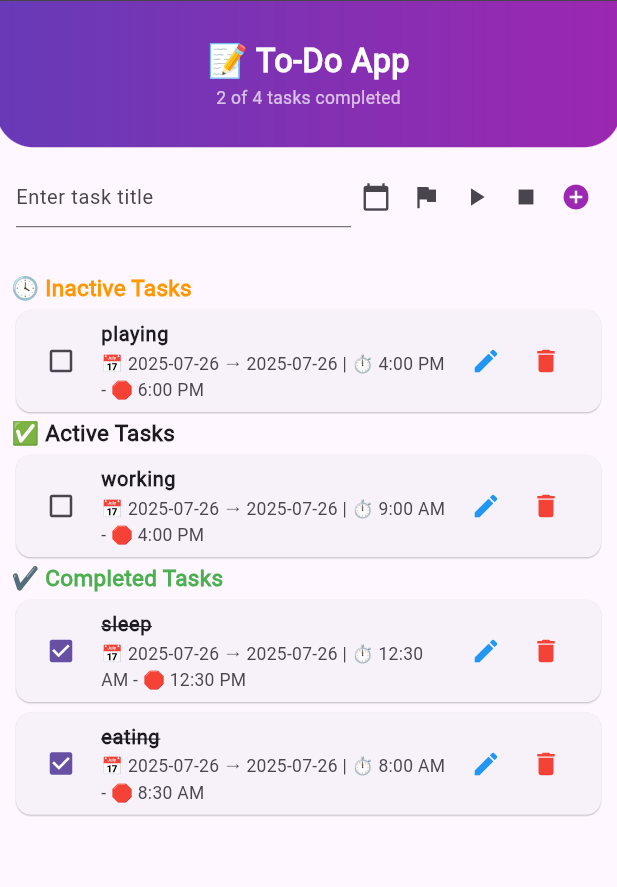 📝 To-Do App
2 of 4 tasks completed
Enter task title
🕓 Inactive Tasks
playing
📅 2025-07-26 → 2025-07-26 | ⏱️ 4:00 PM
- 🛑 6:00 PM
✅ Active Tasks
working
📅 2025-07-26 → 2025-07-26 | ⏱️ 9:00 AM
- 🛑 4:00 PM
✔️ Completed Tasks
sleep
📅 2025-07-26 → 2025-07-26 | ⏱️ 12:30
AM - 🛑 12:30 PM
eating
📅 2025-07-26 → 2025-07-26 | ⏱️ 8:00 AM
- 🛑 8:30 AM